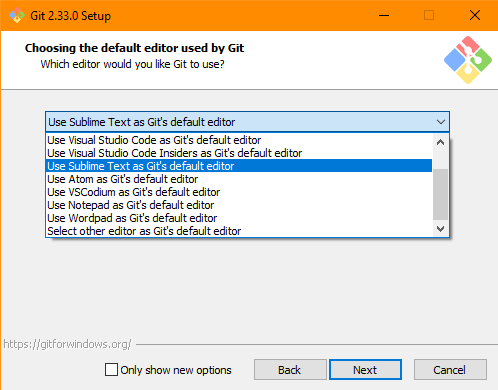 Git 2.33.0 Setup
Choosing the default editor used by Git
Which editor would you like Git to use?
Use Sublime Text as Git's default editor
Use Visual Studio Code as Git's default editor
Use Visual Studio Code Insiders as Git's default editor
Use Sublime Text as Git's default editor
Use Atom as Git's default editor
Use VSCodium as Git's default editor
Use Notepad as Git's default editor
Use Wordpad as Git's default editor
Select other editor as Git's default editor
https://gitforwindows.org/
Only show new options
Back
Next
Cancel